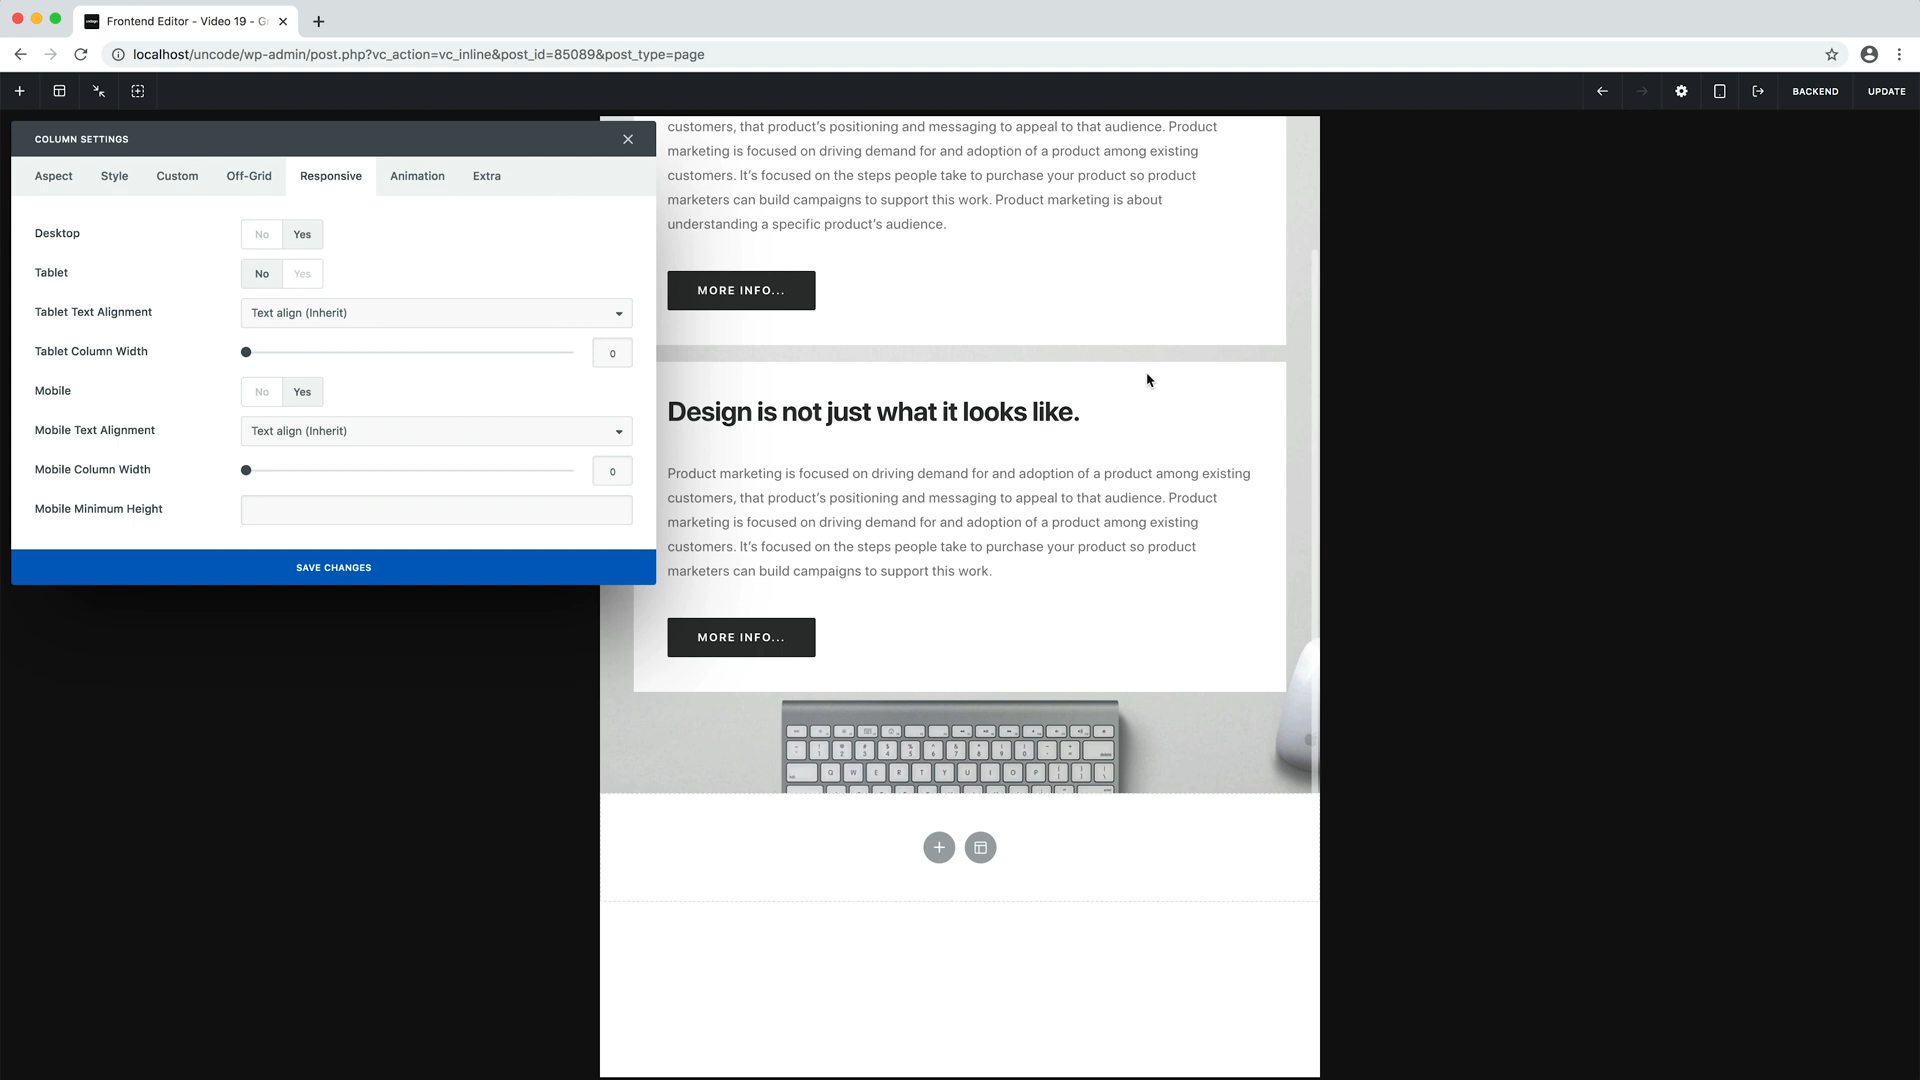 Frontend Editor - Video 19 - Gr
localhost/uncode/wp-admin/post.php?vc_action=vc_inline&post_id=85089&post_type=page
BACKEND
UPDATE
COLUMN SETTINGS
Aspect Style Custom Off-Grid Responsive Animation Extra
Desktop No Yes
Tablet No Yes
Tablet Text Alignment Text align (Inherit)
Tablet Column Width 0
Mobile No Yes
Mobile Text Alignment Text align (Inherit)
Mobile Column Width 0
Mobile Minimum Height
SAVE CHANGES
customers, that product's positioning and messaging to appeal to that audience. Product
marketing is focused on driving demand for and adoption of a product among existing
customers. It's focused on the steps people take to purchase your product so product
marketers can build campaigns to support this work. Product marketing is about
understanding a specific product's audience.
MORE INFO...
Design is not just what it looks like.
Product marketing is focused on driving demand for and adoption of a product among existing
customers, that product's positioning and messaging to appeal to that audience. Product
marketing is focused on driving demand for and adoption of a product among existing
customers. It's focused on the steps people take to purchase your product so product
marketers can build campaigns to support this work.
MORE INFO...
Q W E R T Y U I O P